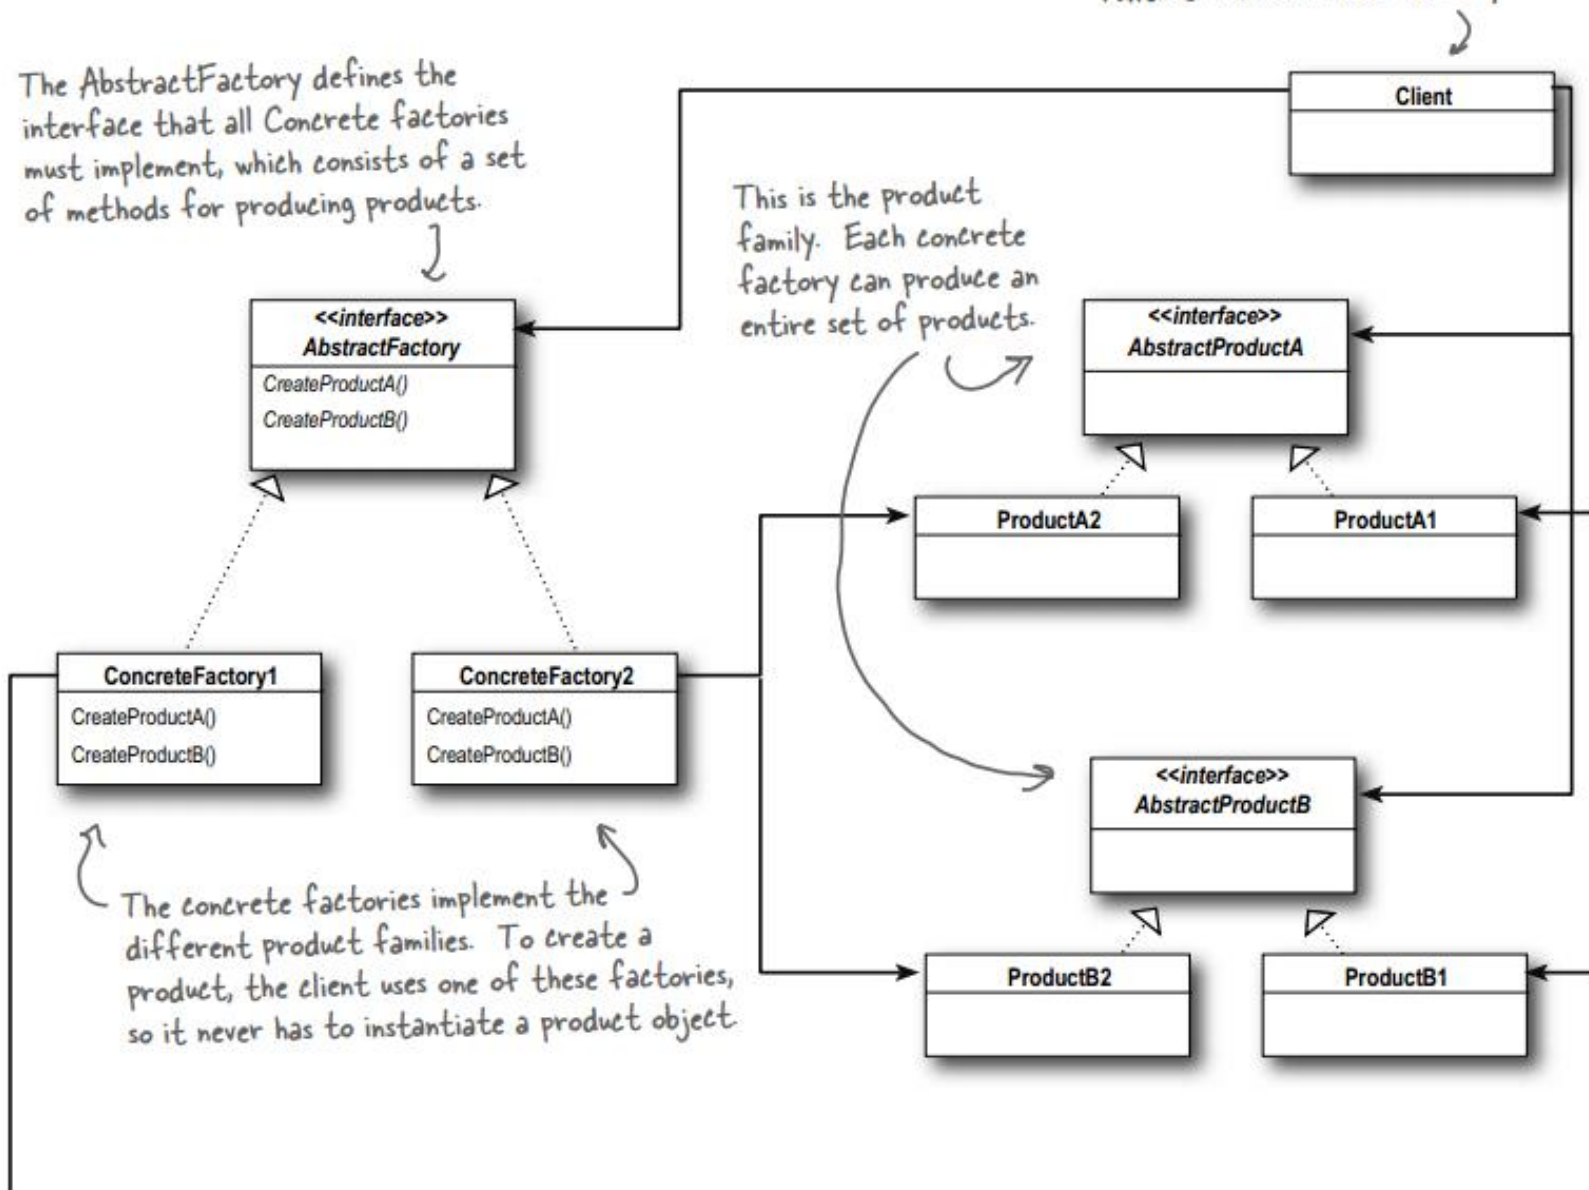 The AbstractFactory defines the
interface that all Concrete factories
must implement, which consists of a set
of methods for producing products.
Client
This is the product
family. Each concrete
factory can produce an
entire set of products.
<<interface>>
AbstractFactory
CreateProductA()
CreateProductB()
<<interface>>
AbstractProductA
ProductA2
ProductA1
ConcreteFactory1
CreateProductA()
CreateProductB()
ConcreteFactory2
CreateProductA()
CreateProductB()
<<interface>>
AbstractProductB
The concrete factories implement the
different product families. To create a
product, the client uses one of these factories,
so it never has to instantiate a product object
ProductB2
ProductB1